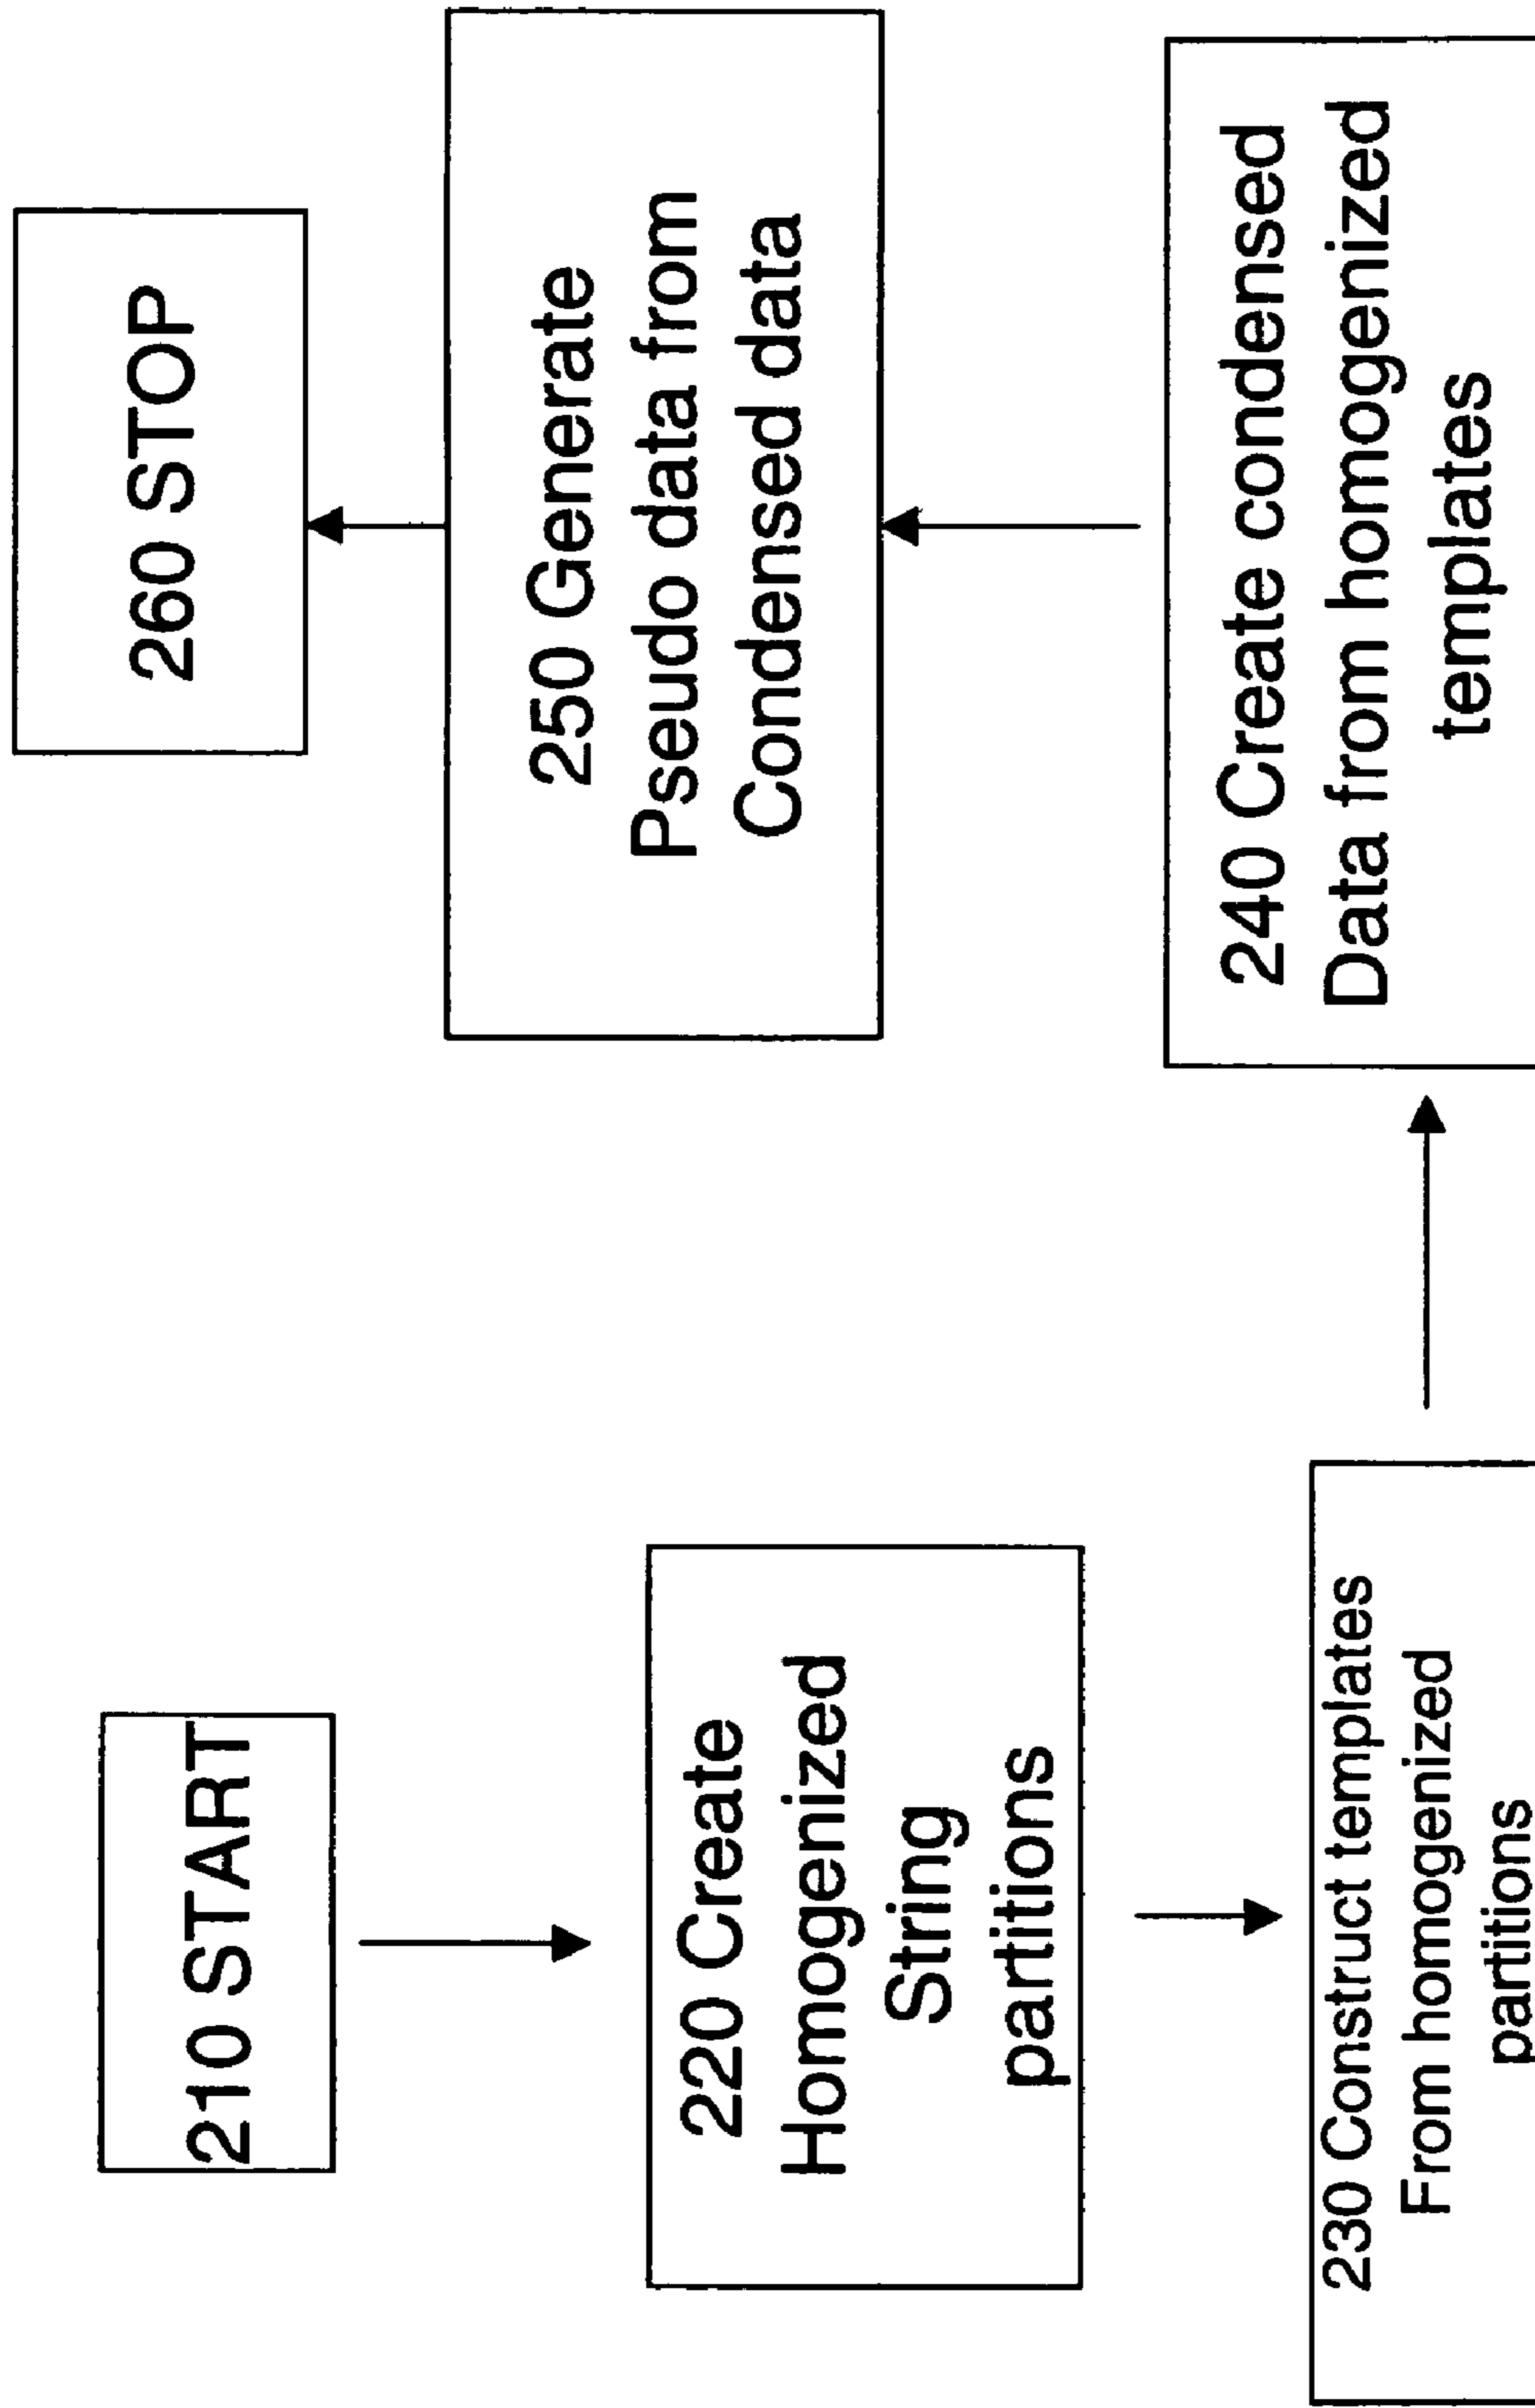 210 START
220 Create
Homogenized
String
partitions
230 Construct templates
From homogenized
partitions
240 Create condensed
Data from homogenized
templates
250 Generate
Pseudo data from
Condensed data
260 STOP